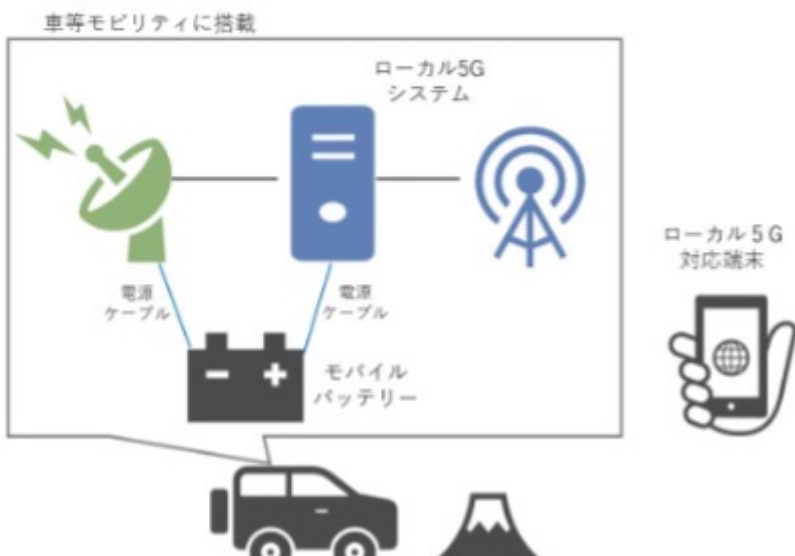 車等モビリティに搭載
ローカル5G
システム
ローカル5G
対応端末
電源
ケーブル
電源
ケーブル
モバイル
バッテリー